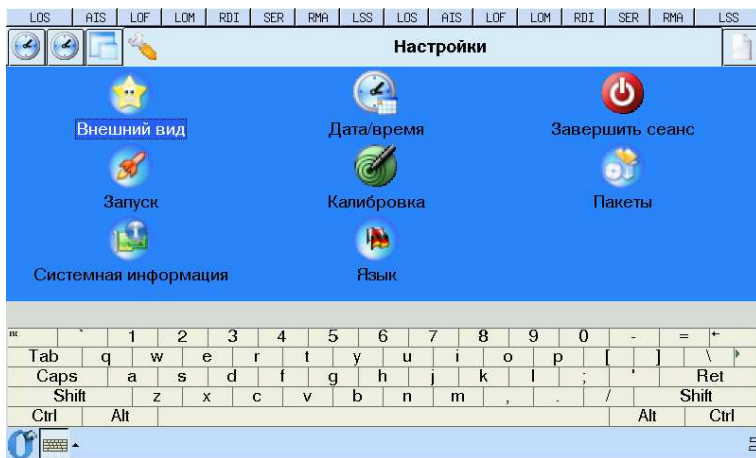 LOS AIS LOF LOM RDI SER RMA LSS LOS AIS LOF LOM RDI SER RMA LSS
Настройки
Внешний вид Дата/время Завершить сеанс
Запуск Калибровка Пакеты
Системная информация Язык
` 1 2 3 4 5 6 7 8 9 0 - =
Tab q w e r t y u i o p [ ] \
Caps a s d f g h j k l ; ' Ret
Shift z x c v b n m , . / Shift
Ctrl Alt Alt Ctrl